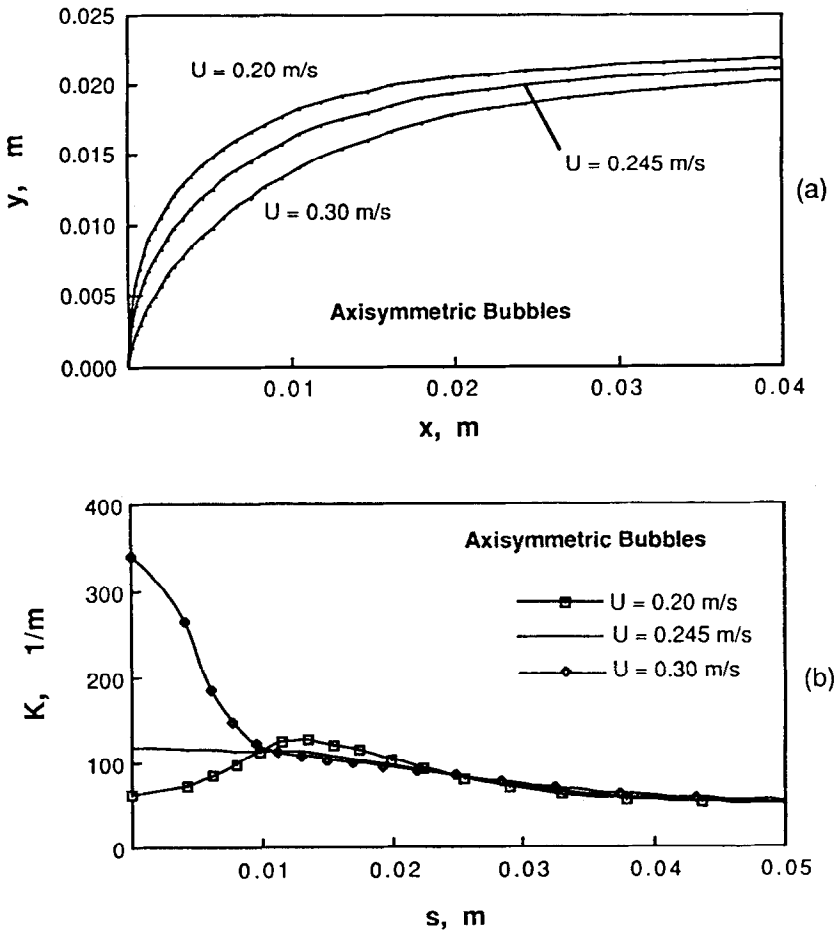 0.025
0.020
0.015
0.010
0.005
0.000
y, m
U = 0.20 m/s
U = 0.245 m/s
U = 0.30 m/s
(a)
Axisymmetric Bubbles
0.01
0.02
0.03
0.04
x, m
400
300
200
100
0
K, 1/m
Axisymmetric Bubbles
U = 0.20 m/s
U = 0.245 m/s
U = 0.30 m/s
(b)
0.01
0.02
0.03
0.04
0.05
s, m